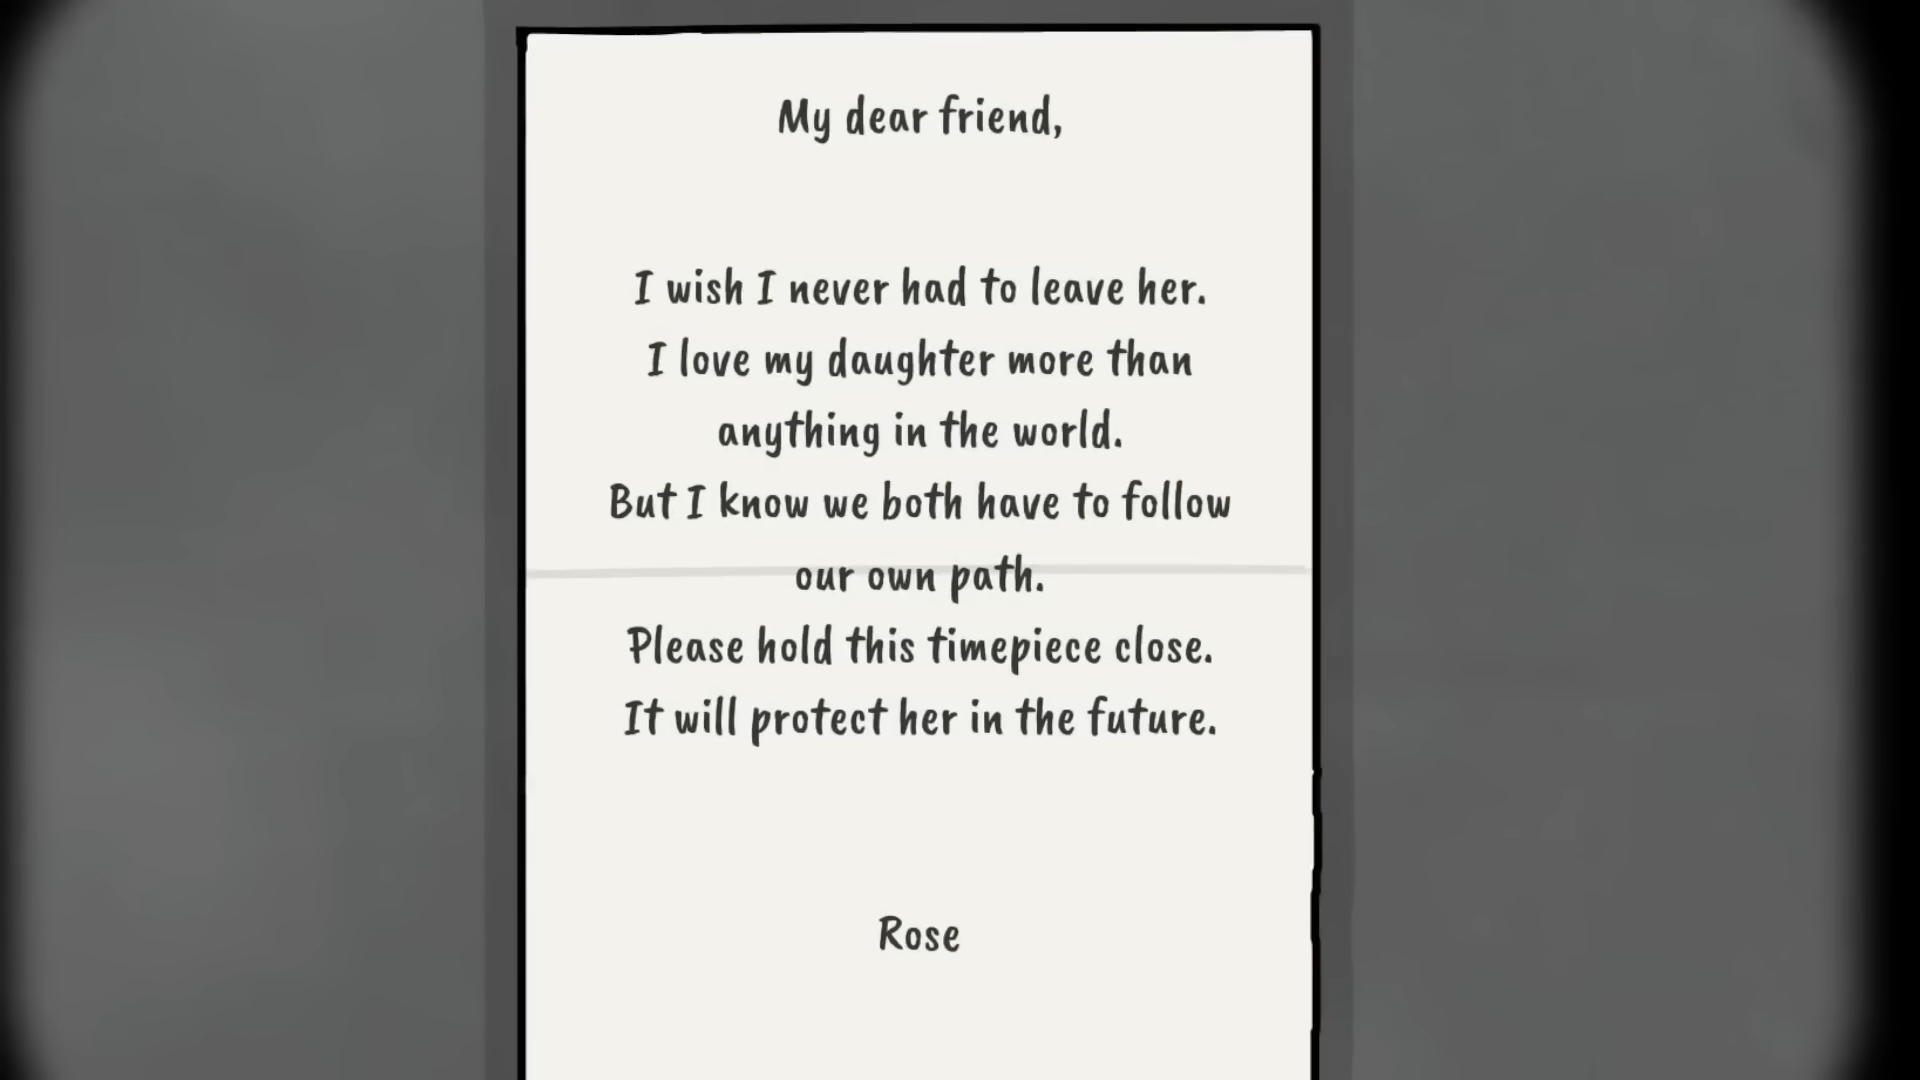 My dear friend,
I wish I never had to leave her.
I love my daughter more than
anything in the world.
But I know we both have to follow
our own path.
Please hold this timepiece close.
It will protect her in the future.
Rose